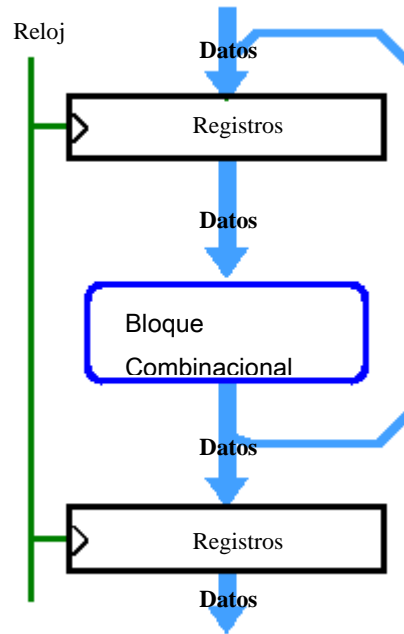 Reloj
Datos
Registros
Datos
Bloque
Combinacional
Datos
Registros
Datos